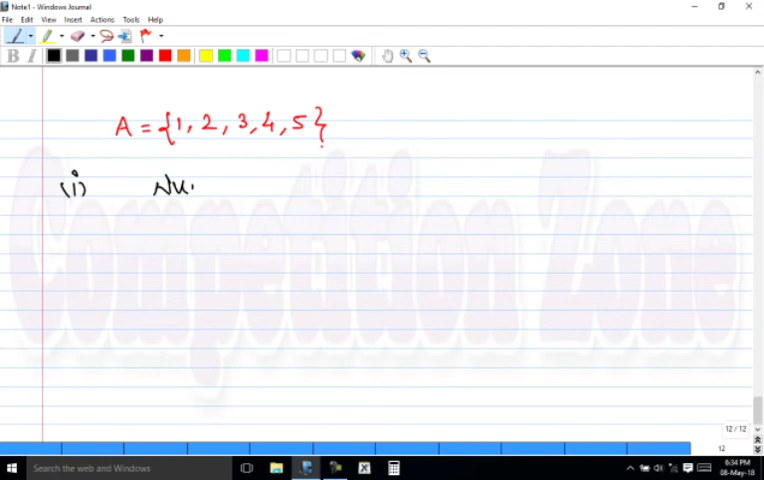 Note1 - Windows Journal
File Edit View Insert Actions Tools Help
B I
A = {1, 2, 3, 4, 5}
(i) Nu
Competition Zone
12 / 12
12
Search the web and Windows
6:34 PM
08-May-18